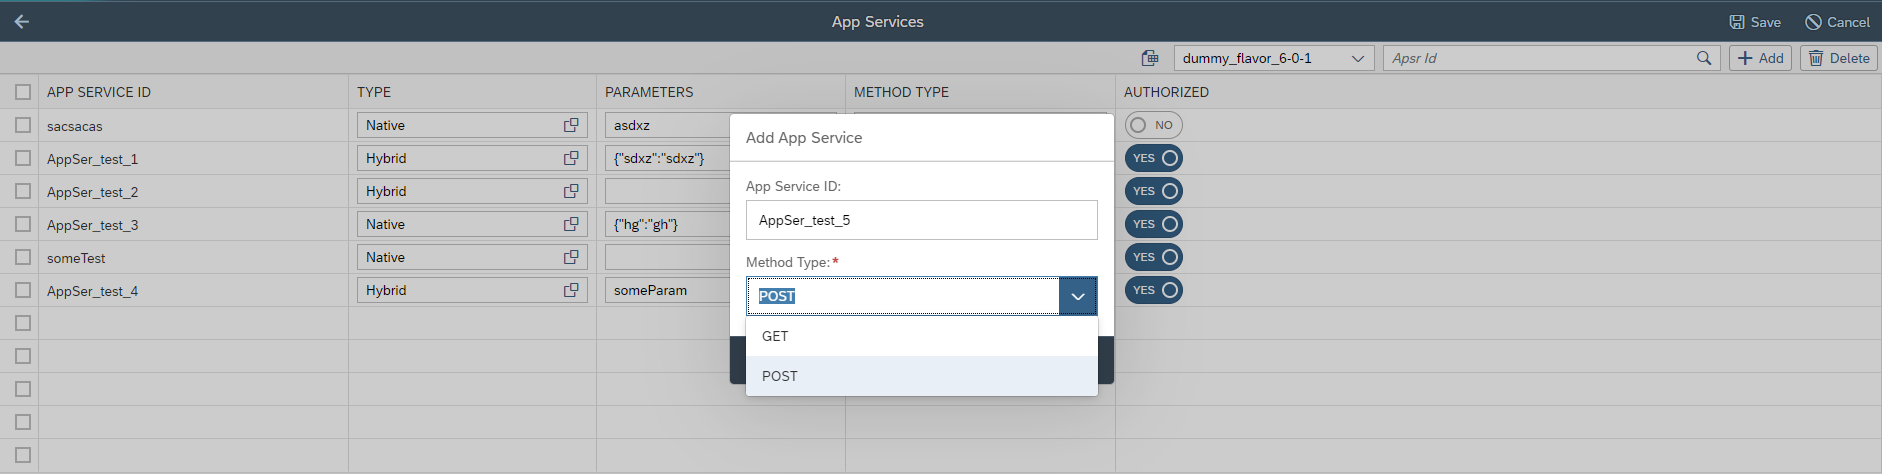 App Services
Save
Cancel
dummy_flavor_6-0-1
Apsr Id
Add
Delete
APP SERVICE ID TYPE PARAMETERS METHOD TYPE AUTHORIZED
sacsacas Native asdxz NO
AppSer_test_1 Hybrid {"sdxz":"sdxz"} YES
AppSer_test_2 Hybrid YES
AppSer_test_3 Native {"hg":"gh"} YES
someTest Native YES
AppSer_test_4 Hybrid someParam YES
Add App Service
App Service ID:
AppSer_test_5
Method Type:*
POST
GET
POST